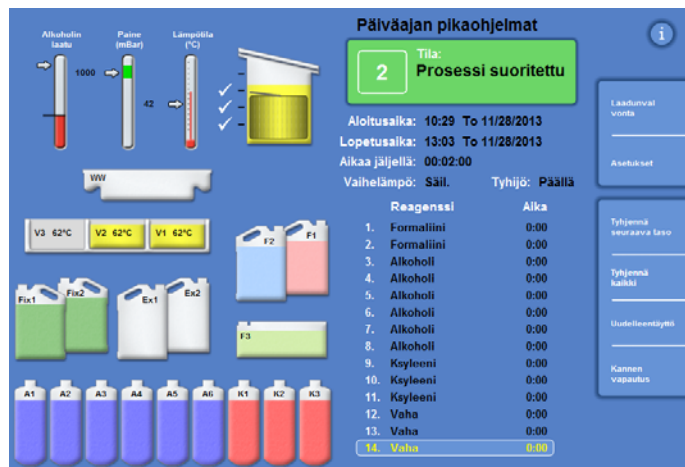 Päiväajan pikaohjelmat
Alkoholin
laatu
Paine
(mBar)
Lämpötila
(°C)
1000
42
i
2
Tila:
Prosessi suoritettu
Aloitusaika: 10:29 To 11/28/2013
Lopetusaika: 13:03 To 11/28/2013
Aikaa jäljellä: 00:02:00
Vaihelämpö: Säil. Tyhijö: Päällä
Reagenssi Aika
1. Formaliini 0:00
2. Formaliini 0:00
3. Alkoholi 0:00
4. Alkoholi 0:00
5. Alkoholi 0:00
6. Alkoholi 0:00
7. Alkoholi 0:00
8. Alkoholi 0:00
9. Ksyleeni 0:00
10. Ksyleeni 0:00
11. Ksyleeni 0:00
12. Vaha 0:00
13. Vaha 0:00
14. Vaha 0:00
WW
V3 62°C V2 62°C V1 62°C
F2 F1
Fix1 Fix2 Ex1 Ex2
F3
A1 A2 A3 A4 A5 A6 K1 K2 K3
Laadunval
vonta
Asetukset
Tyhjennä
seuraava taso
Tyhjennä
kaikki
Uudelleentäyttö
Kannen
vapautus